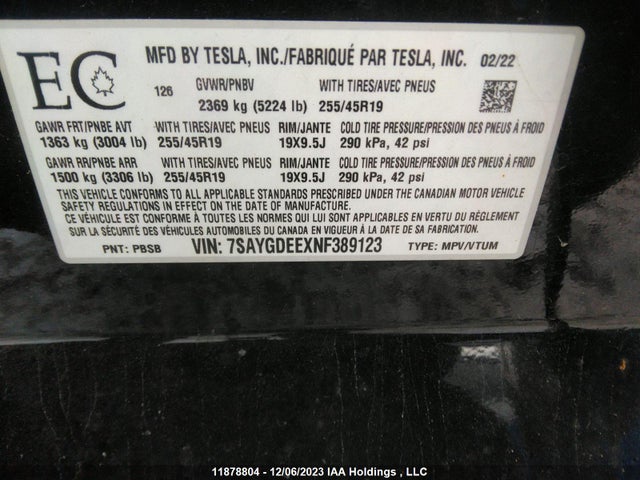 EC
MFD BY TESLA, INC./FABRIQUÉ PAR TESLA, INC. 02/22
126
GVWR/PNBV WITH TIRES/AVEC PNEUS
2369 kg (5224 lb) 255/45R19
GAWR FRT/PNBE AVT WITH TIRES/AVEC PNEUS RIM/JANTE COLD TIRE PRESSURE/PRESSION DES PNEUS À FROID
1363 kg (3004 lb) 255/45R19 19X9.5J 290 kPa, 42 psi
GAWR RR/PNBE ARR WITH TIRES/AVEC PNEUS RIM/JANTE COLD TIRE PRESSURE/PRESSION DES PNEUS À FROID
1500 kg (3306 lb) 255/45R19 19X9.5J 290 kPa, 42 psi
THIS VEHICLE CONFORMS TO ALL APPLICABLE STANDARDS PRESCRIBED UNDER THE CANADIAN MOTOR VEHICLE
SAFETY REGULATIONS IN EFFECT ON THE DATE OF MANUFACTURE.
CE VÉHICULE EST CONFORME À TOUTES LES NORMES QUI LUI SONT APPLICABLES EN VERTU DU RÈGLEMENT
SUR LA SÉCURITÉ DES VÉHICULES AUTOMOBILES DU CANADA EN VIGUEUR À LA DATE DE SA FABRICATION.
PNT: PBSB VIN: 7SAYGDEEXNF389123 TYPE: MPV/VTUM
11878804 - 12/06/2023 IAA Holdings , LLC